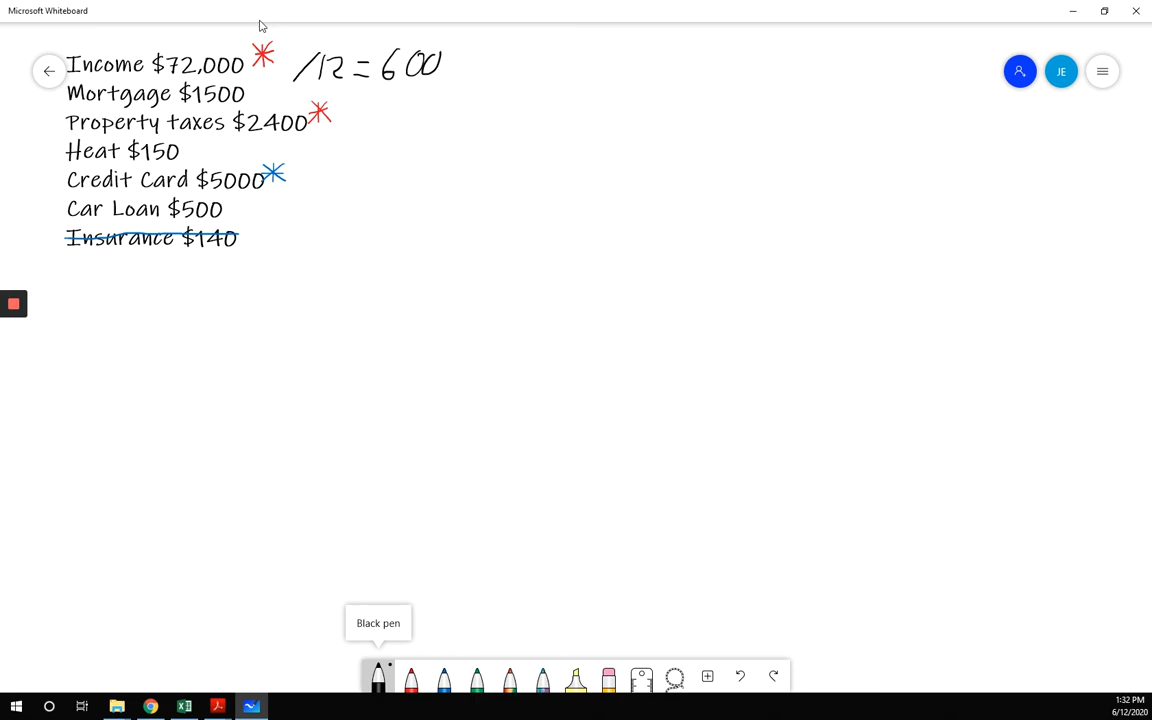 Microsoft Whiteboard
Income $72,000 * /12 = 600
Mortgage $1500
Property taxes $2400*
Heat $150
Credit Card $5000*
Car Loan $500
Insurance $140
JE
Black pen
1:32 PM
6/12/2020